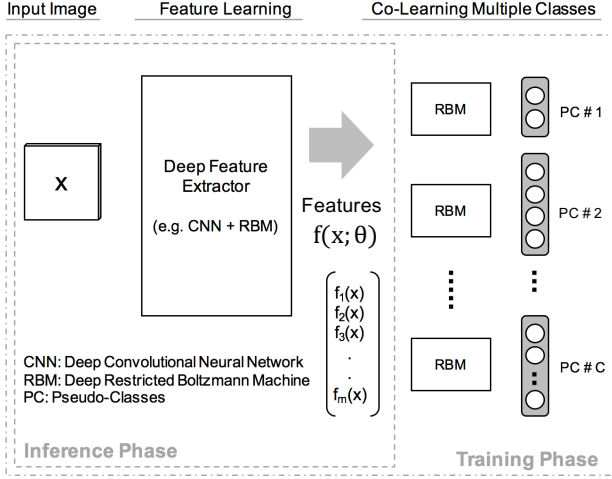 Input Image
Feature Learning
Co-Learning Multiple Classes
X
Deep Feature
Extractor
(e.g. CNN + RBM)
Features
f(x; θ)
f1(x)
f2(x)
f3(x)
.
.
fm(x)
RBM
PC # 1
RBM
PC # 2
RBM
PC # C
CNN: Deep Convolutional Neural Network
RBM: Deep Restricted Boltzmann Machine
PC: Pseudo-Classes
Inference Phase
Training Phase